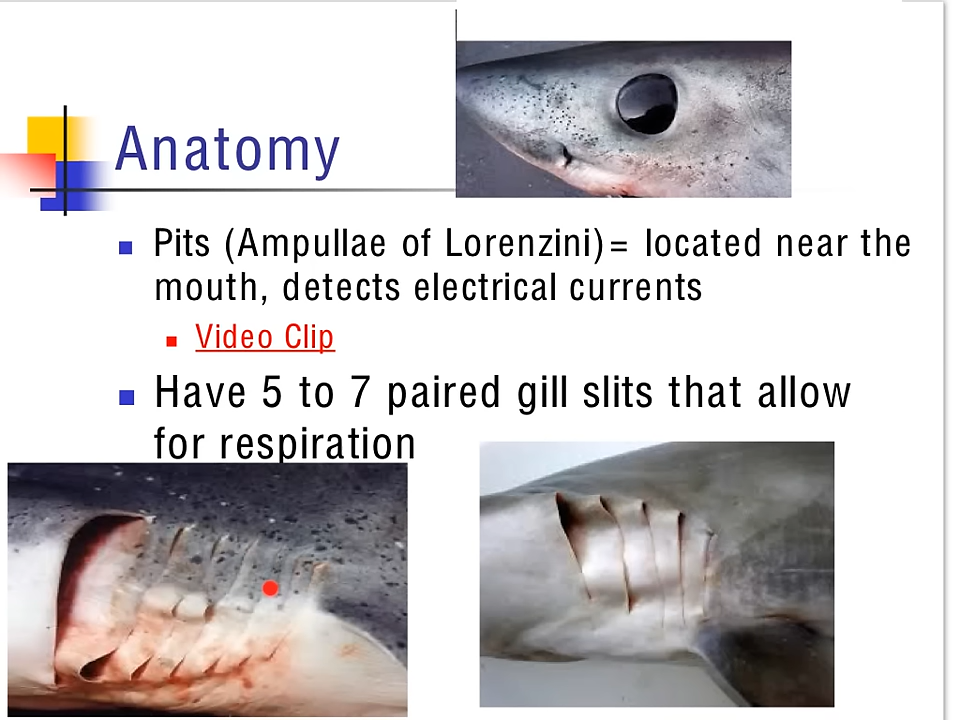 Anatomy
Pits (Ampullae of Lorenzini)= located near the
mouth, detects electrical currents
Video Clip
Have 5 to 7 paired gill slits that allow
for respiration